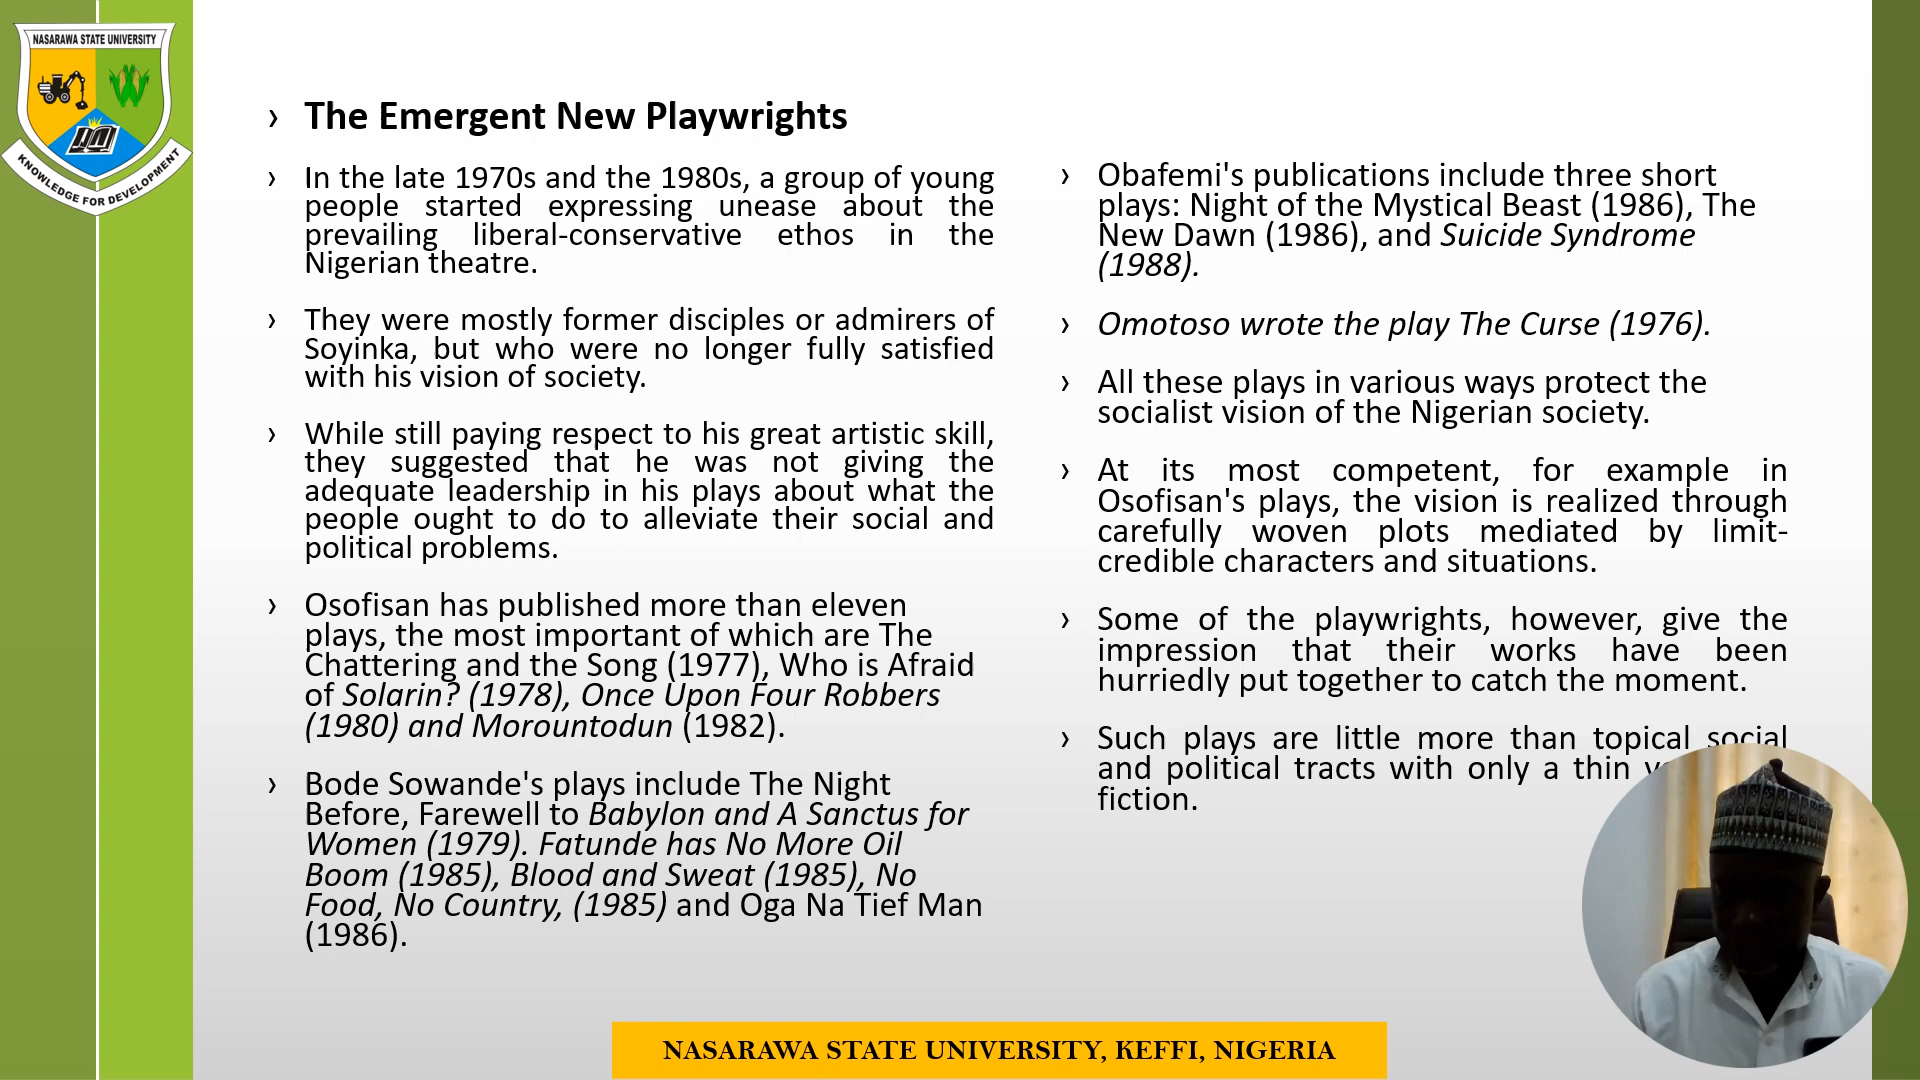 NASARAWA STATE UNIVERSITY
KNOWLEDGE FOR DEVELOPMENT
› The Emergent New Playwrights
› In the late 1970s and the 1980s, a group of young
people started expressing unease about the
prevailing liberal-conservative ethos in the
Nigerian theatre.
› They were mostly former disciples or admirers of
Soyinka, but who were no longer fully satisfied
with his vision of society.
› While still paying respect to his great artistic skill,
they suggested that he was not giving the
adequate leadership in his plays about what the
people ought to do to alleviate their social and
political problems.
› Osofisan has published more than eleven
plays, the most important of which are The
Chattering and the Song (1977), Who is Afraid
of Solarin? (1978), Once Upon Four Robbers
(1980) and Morountodun (1982).
› Bode Sowande's plays include The Night
Before, Farewell to Babylon and A Sanctus for
Women (1979). Fatunde has No More Oil
Boom (1985), Blood and Sweat (1985), No
Food, No Country, (1985) and Oga Na Tief Man
(1986).
› Obafemi's publications include three short
plays: Night of the Mystical Beast (1986), The
New Dawn (1986), and Suicide Syndrome
(1988).
› Omotoso wrote the play The Curse (1976).
› All these plays in various ways protect the
socialist vision of the Nigerian society.
› At its most competent, for example in
Osofisan's plays, the vision is realized through
carefully woven plots mediated by limit-
credible characters and situations.
› Some of the playwrights, however, give the
impression that their works have been
hurriedly put together to catch the moment.
› Such plays are little more than topical social
and political tracts with only a thin
fiction.
NASARAWA STATE UNIVERSITY, KEFFI, NIGERIA